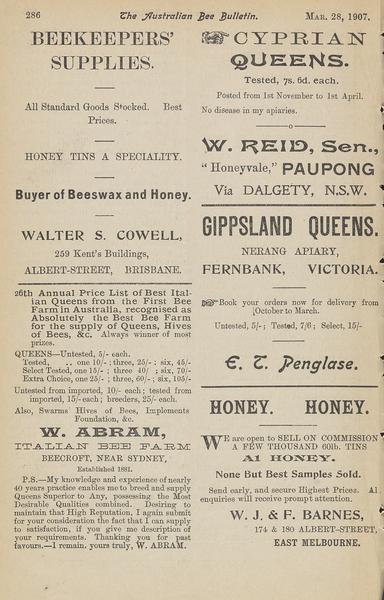 286 The Australian Bee Bulletin. MAR. 28, 1907.
BEEKEEPERS'
SUPPLIES.
All Standard Goods Stocked. Best
Prices.
HONEY TINS A SPECIALITY.
Buyer of Beeswax and Honey.
WALTER S. COWELL,
259 Kent's Buildings,
ALBERT-STREET, BRISBANE.
26th Annual Price List of Best Ital-
ian Queens from the First Bee
Farm in Australia, recognised as
Absolutely the Best Bee Farm
for the supply of Queens, Hives
of Bees, &c. Always winner of most
prizes.
QUEENS—Untested, 5/- each.
Tested, .. one 10/- ; three, 25/- ; six, 45/-
Select Tested, one 15/- ; three 40/ ; six, 70/-
Extra Choice, one 25/- ; three, 60/- ; six, 105/-
Untested from imported, 10/- each; tested from
imported, 15/- each; breeders, 25/- each.
Also, Swarms Hives of Bees, Implements
Foundation, &c.
W. ABRAM,
ITALIAN BEE FARM
BEECROFT, NEAR SYDNEY,
Established 1881.
P.S.—My knowledge and experience of nearly
40 years practice enables me to breed and supply
Queens Superior to Any, possessing the Most
Desirable Qualities combined. Desiring to
maintain that High Reputation, I again submit
for your consideration the fact that I can supply
to satisfaction, if you give me description of
your requirements. Thanking you for past
favours.—I remain. yours truly, W. ABRAM.
CYPRIAN
QUEENS.
Tested, 7s. 6d. each.
Posted from 1st November to 1st April.
No disease in my apiaries.
—o—
W. REID, Sen.,
"Honeyvale," PAUPONG
Via DALGETY, N.S.W.
GIPPSLAND QUEENS.
NERANG APIARY,
FERNBANK, VICTORIA.
Book your orders now for delivery from
October to March.
Untested, 5/- ; Tested, 7/6 ; Select, 15/-
E. T. Penglase.
HONEY. HONEY.
WE are open to SELL ON COMMISSION
A FEW THOUSAND 60lb. TINS
A1 HONEY.
None But Best Samples Sold.
Send early, and secure Highest Prices. Al
enquiries will receive prompt attention.
W. J. & F. BARNES,
174 & 180 ALBERT-STREET,
EAST MELBOURNE.